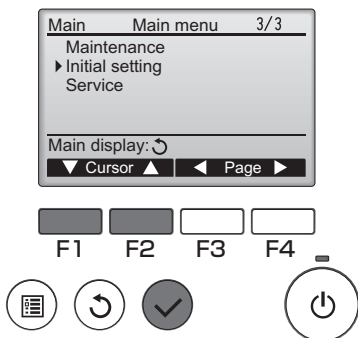 Main Main menu 3/3
Maintenance
Initial setting
Service
Main display:
Cursor Page
F1 F2 F3 F4